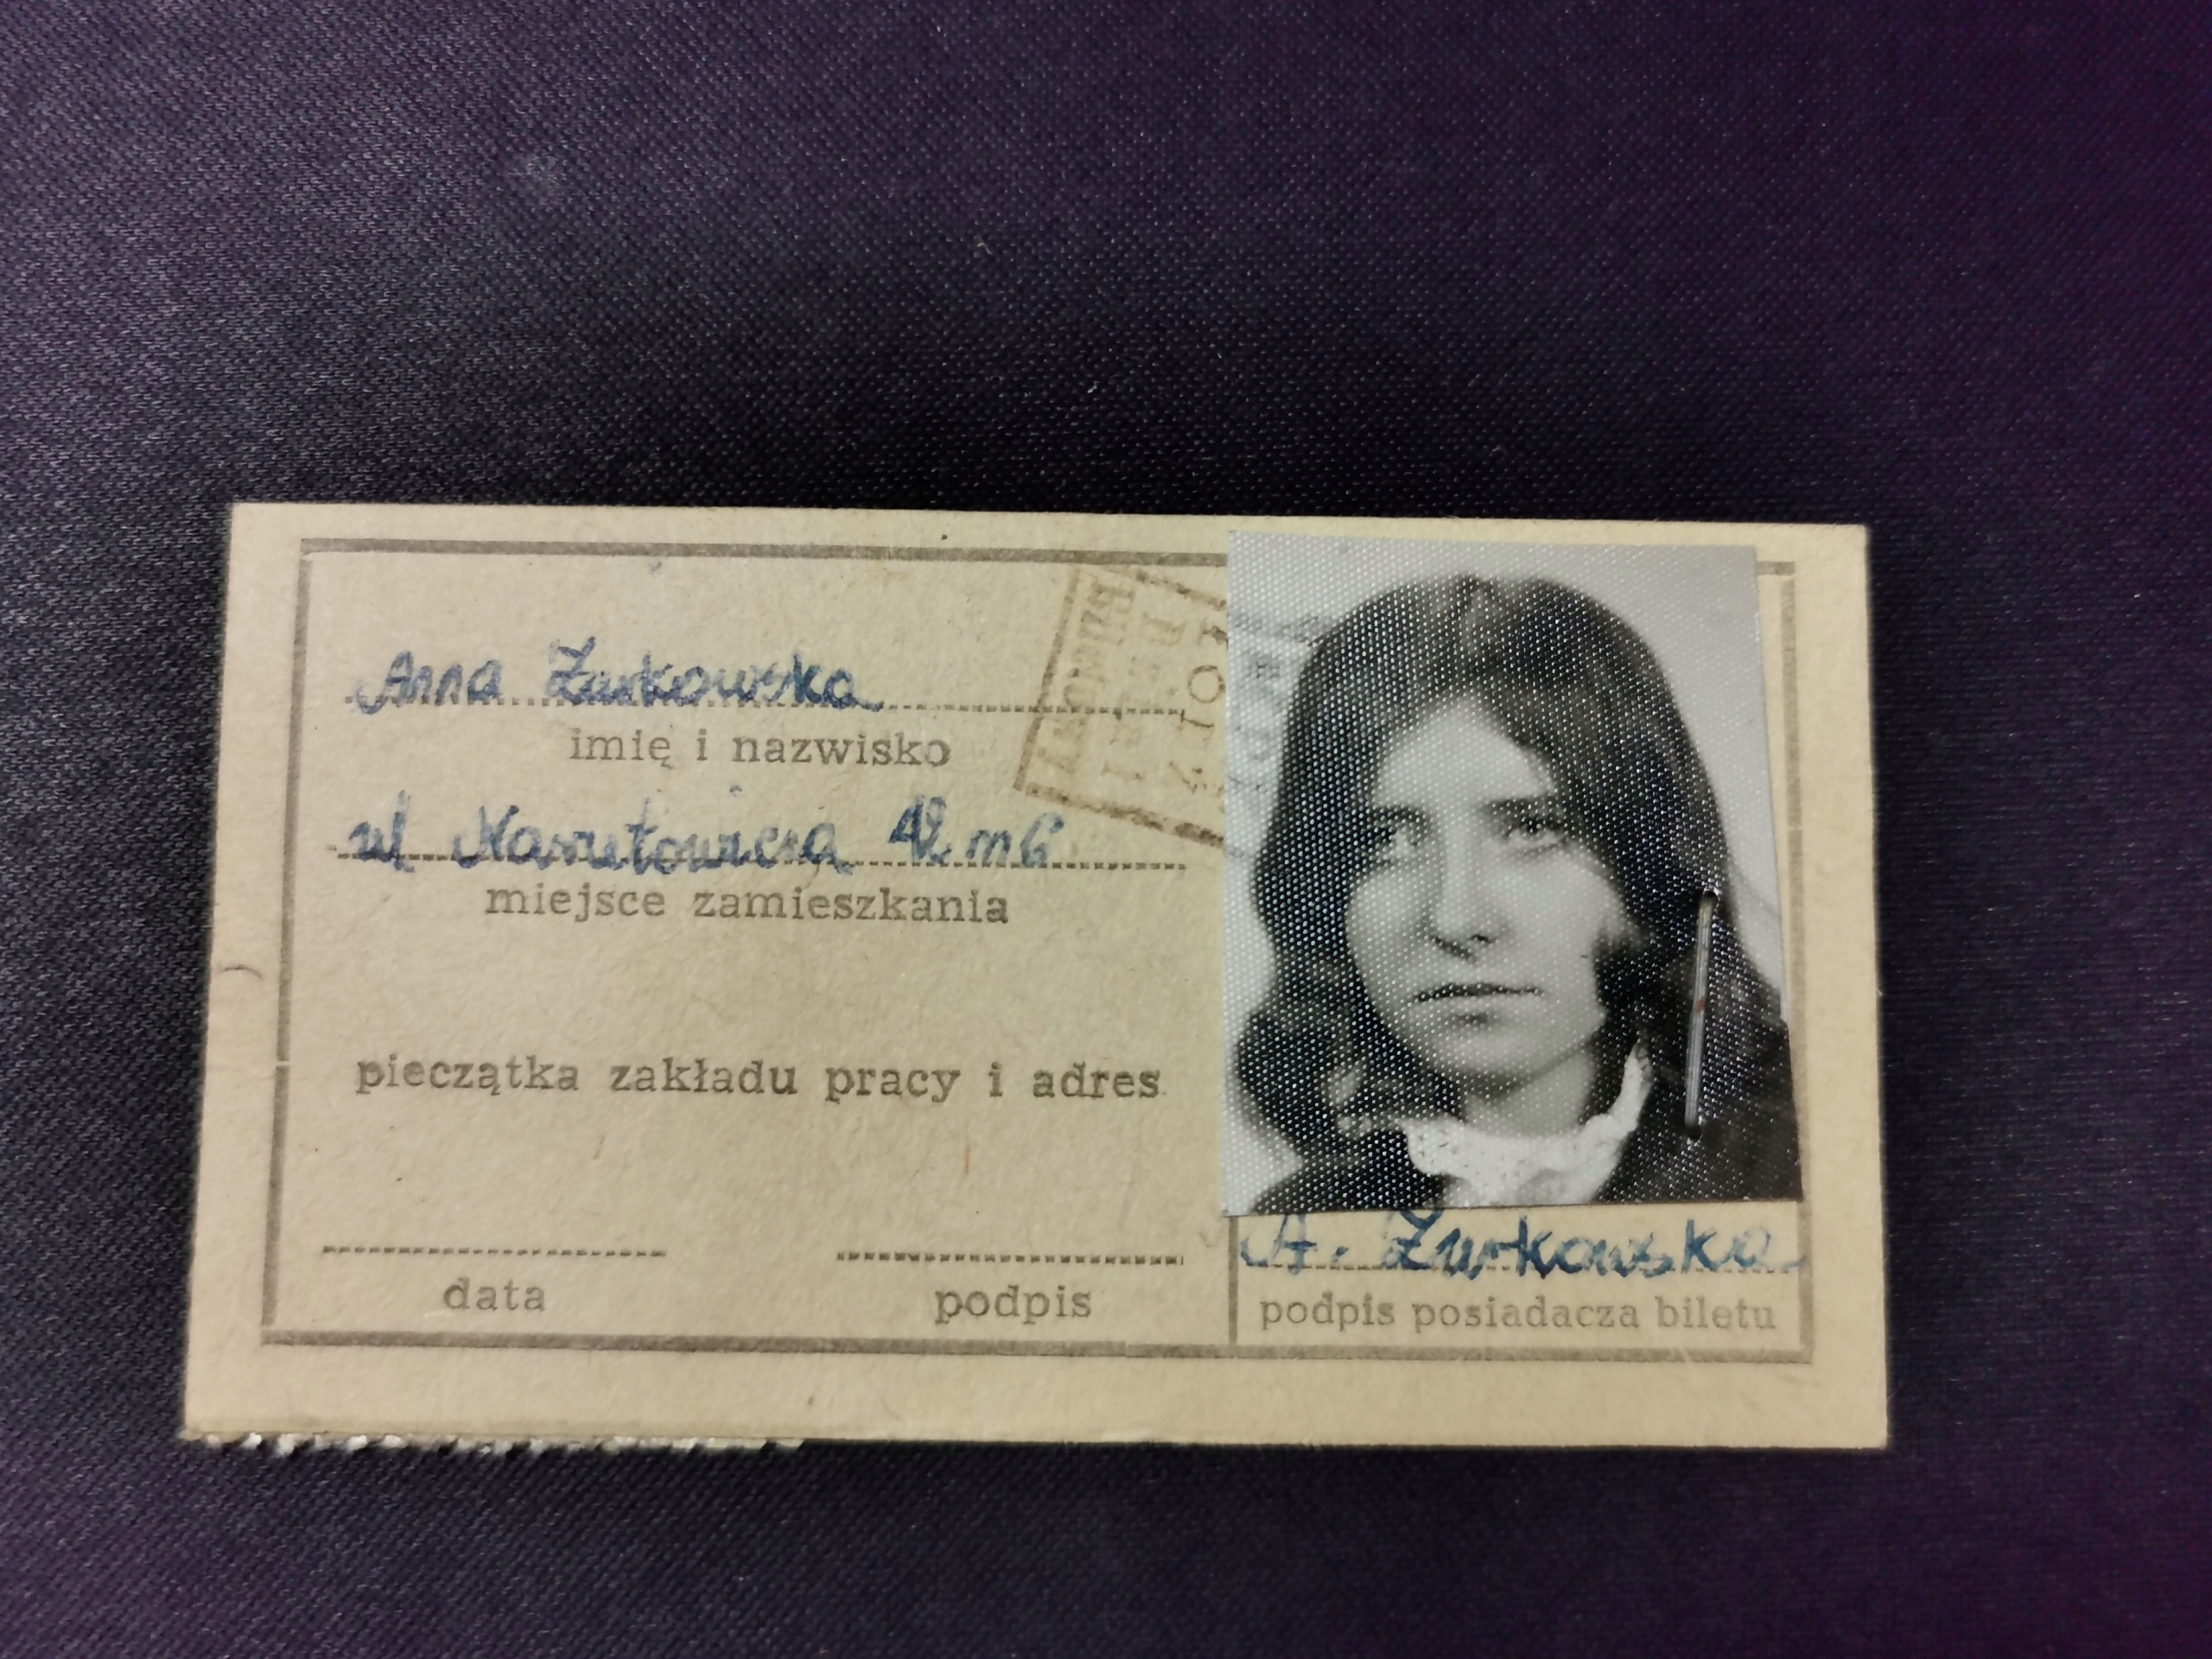 Anna Żurkowska
imię i nazwisko
ul Narutowicza 42 m 6
miejsce zamieszkania
pieczątka zakładu pracy i adres
data
podpis
A. Żurkowska
podpis posiadacza biletu